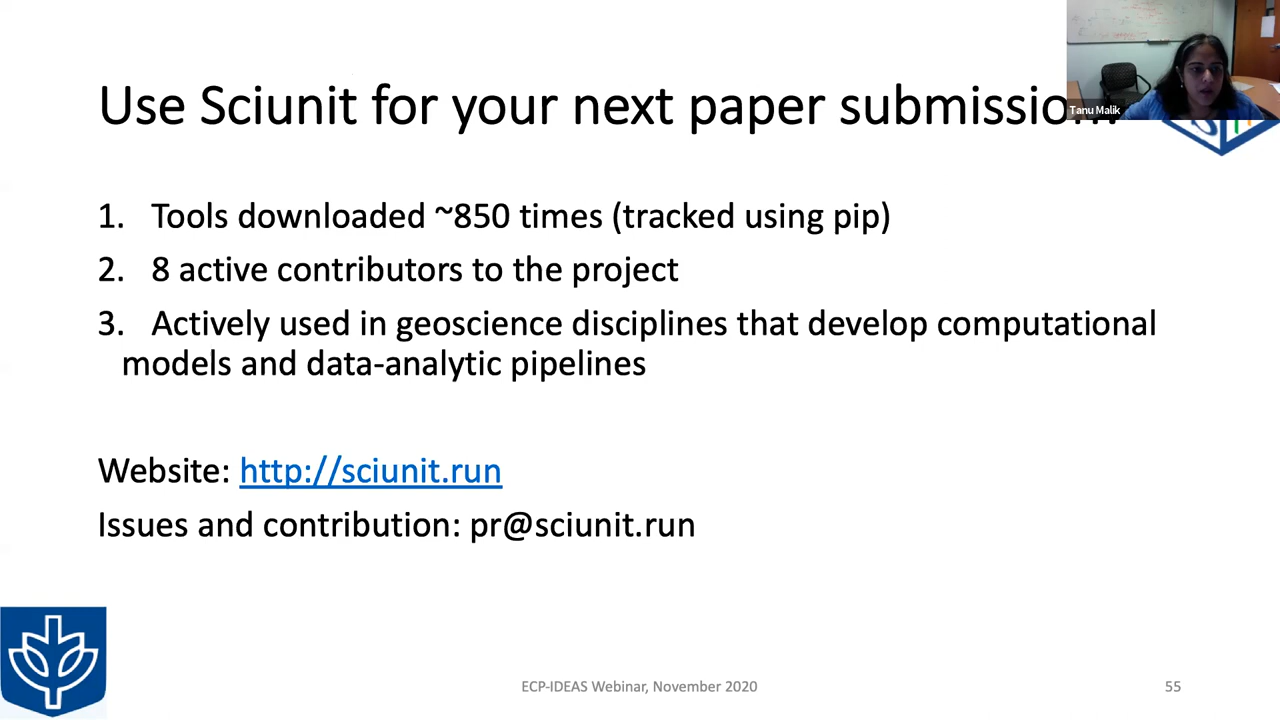 Use Sciunit for your next paper submission!
Tanu Malik
1. Tools downloaded ~850 times (tracked using pip)
2. 8 active contributors to the project
3. Actively used in geoscience disciplines that develop computational
models and data-analytic pipelines
Website: http://sciunit.run
Issues and contribution: pr@sciunit.run
ECP-IDEAS Webinar, November 2020
55